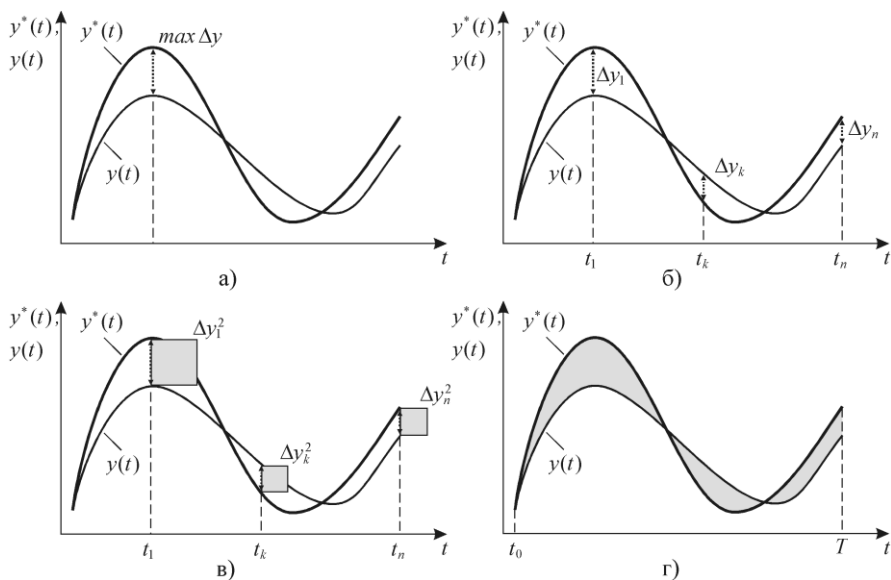 y*(t),
y(t)
y*(t)
max Δy
y(t)
t
а)
y*(t),
y(t)
y*(t)
Δy₁
Δyₖ
Δyₙ
y(t)
t₁
tₖ
tₙ
t
б)
y*(t),
y(t)
y*(t)
Δy₁²
Δyₖ²
Δyₙ²
y(t)
t₁
tₖ
tₙ
t
в)
y*(t),
y(t)
y*(t)
y(t)
t₀
T
t
г)